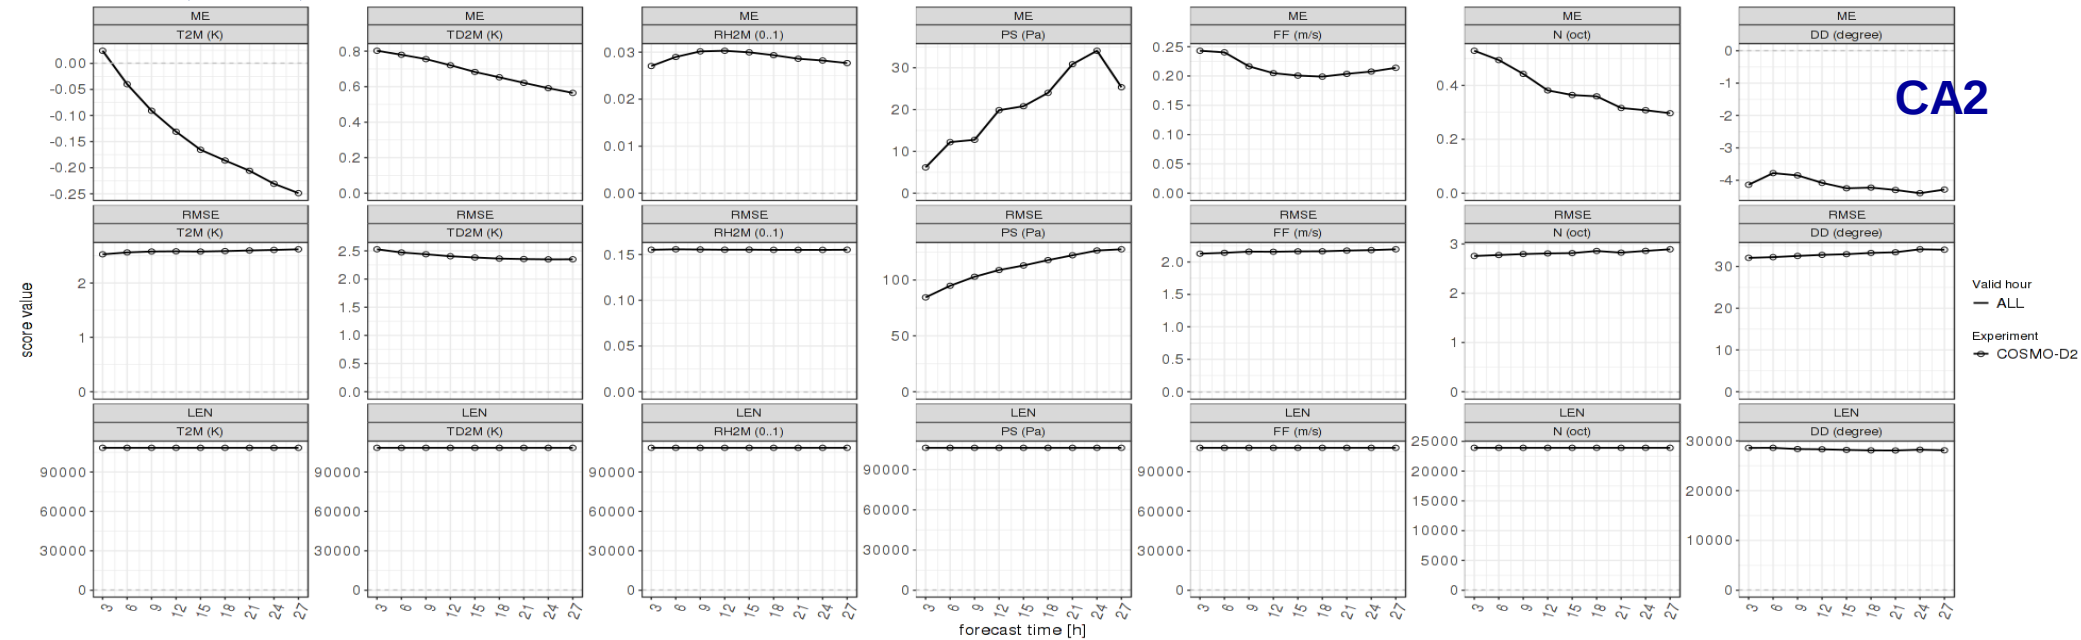 ME ME ME ME ME ME ME
T2M (K) TD2M (K) RH2M (0..1) PS (Pa) FF (m/s) N (oct) DD (degree)
0.00 -0.05 -0.10 -0.15 -0.20 -0.25
0.8 0.6 0.4 0.2 0.0
0.03 0.02 0.01 0.00
30 20 10 0
0.25 0.20 0.15 0.10 0.05 0.00
0.4 0.2 0.0
0 -1 -2 -3 -4
CA2
RMSE RMSE RMSE RMSE RMSE RMSE RMSE
T2M (K) TD2M (K) RH2M (0..1) PS (Pa) FF (m/s) N (oct) DD (degree)
2 1 0
2.5 2.0 1.5 1.0 0.5 0.0
0.15 0.10 0.05 0.00
100 50 0
2.0 1.5 1.0 0.5 0.0
3 2 1 0
30 20 10 0
score value
Valid hour
ALL
Experiment
COSMO-D2
LEN LEN LEN LEN LEN LEN LEN
T2M (K) TD2M (K) RH2M (0..1) PS (Pa) FF (m/s) N (oct) DD (degree)
90000 60000 30000 0
90000 60000 30000 0
90000 60000 30000 0
90000 60000 30000 0
90000 60000 30000 0
25000 20000 15000 10000 5000 0
30000 20000 10000 0
3 6 9 12 15 18 21 24 27
3 6 9 12 15 18 21 24 27
3 6 9 12 15 18 21 24 27
3 6 9 12 15 18 21 24 27
3 6 9 12 15 18 21 24 27
3 6 9 12 15 18 21 24 27
3 6 9 12 15 18 21 24 27
forecast time [h]